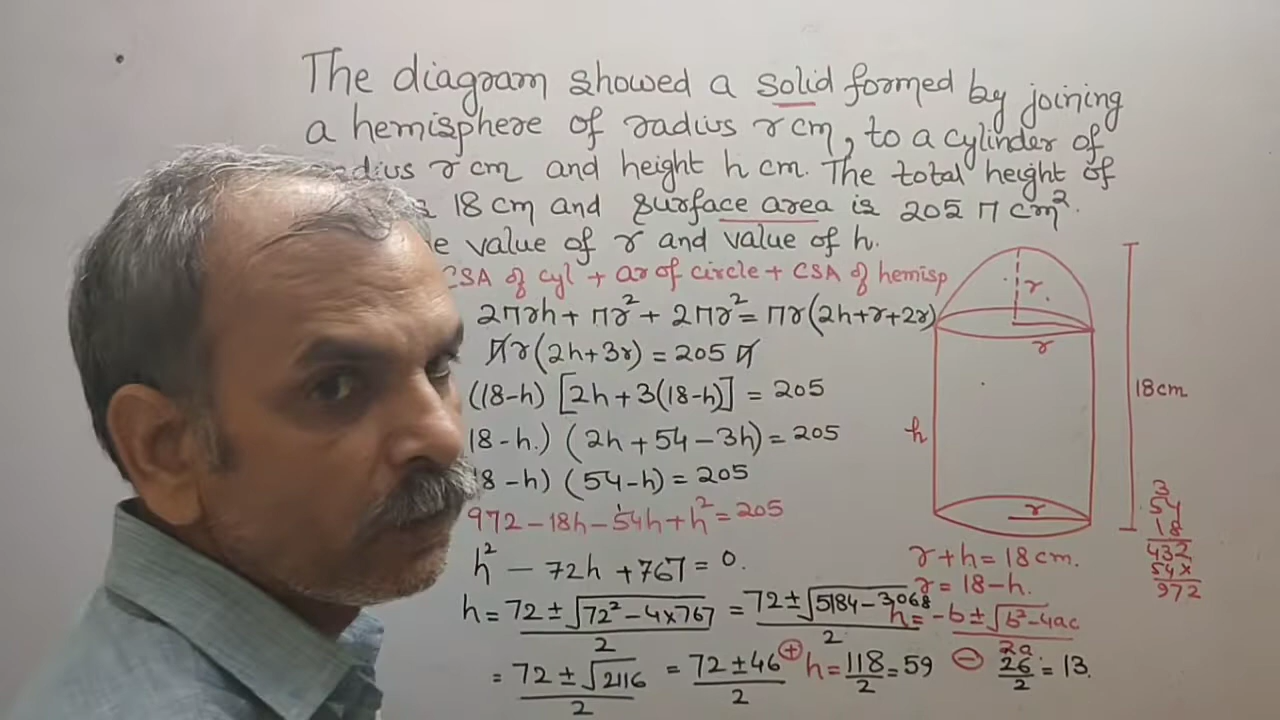 The diagram showed a solid formed by joining
a hemisphere of radius r cm, to a cylinder of
radius r cm and height h cm. The total height of
18 cm and surface area is 205 π cm².
value of r and value of h.
CSA of cyl + ar of circle + CSA of hemisp
2πrh + πr² + 2πr² = πr(2h+r+2r)
πr(2h+3r) = 205 π
(18-h) [2h+3(18-h)] = 205
18-h.) (2h+54-3h) = 205
8-h) (54-h) = 205
972-18h-54h+h² = 205
h² - 72h + 767 = 0.
h = 72 ± √72² - 4×767 / 2 = 72 ± √5184 - 3068 / 2
= 72 ± √2116 / 2 = 72 ± 46 / 2 + h = 118/2 = 59 - 26/2 = 13.
r.
r
h
18cm
r
r + h = 18 cm.
r = 18 - h.
h = -b ± √b² - 4ac / 2a
3
54
18
432
54×
972